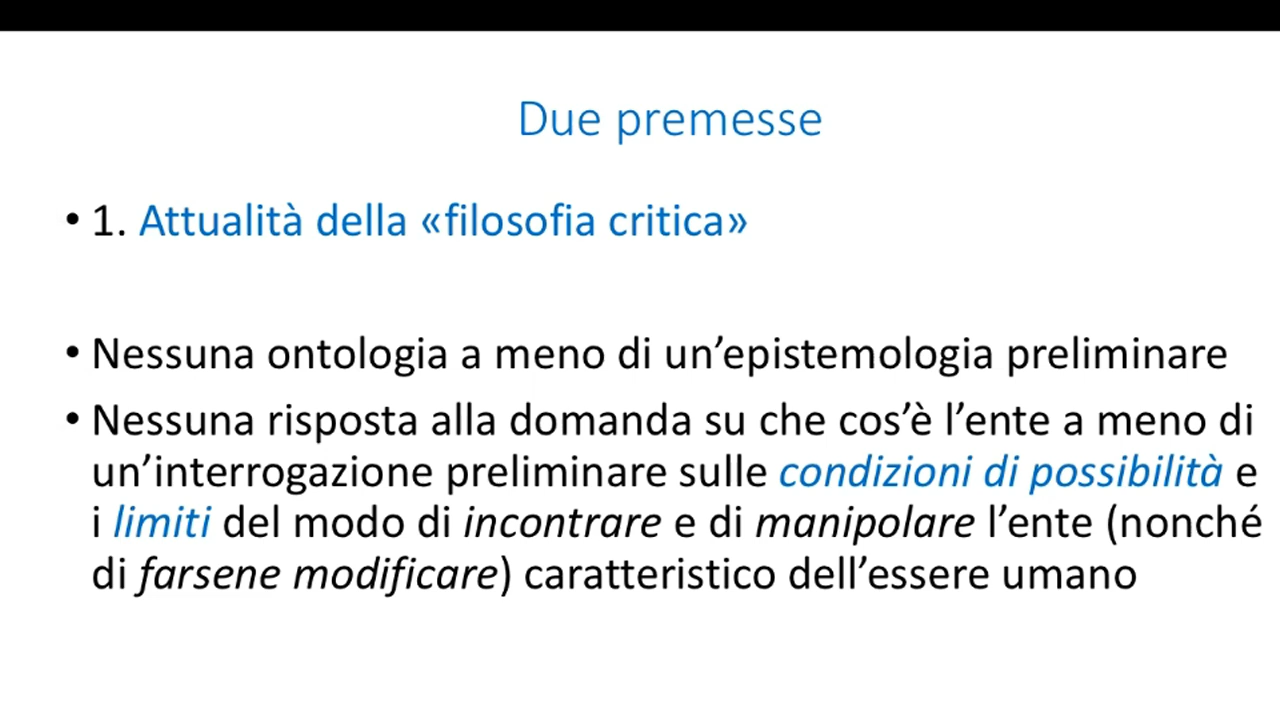 Due premesse
• 1. Attualità della «filosofia critica»
• Nessuna ontologia a meno di un’epistemologia preliminare
• Nessuna risposta alla domanda su che cos’è l’ente a meno di
un’interrogazione preliminare sulle condizioni di possibilità e
i limiti del modo di incontrare e di manipolare l’ente (nonché
di farsene modificare) caratteristico dell’essere umano